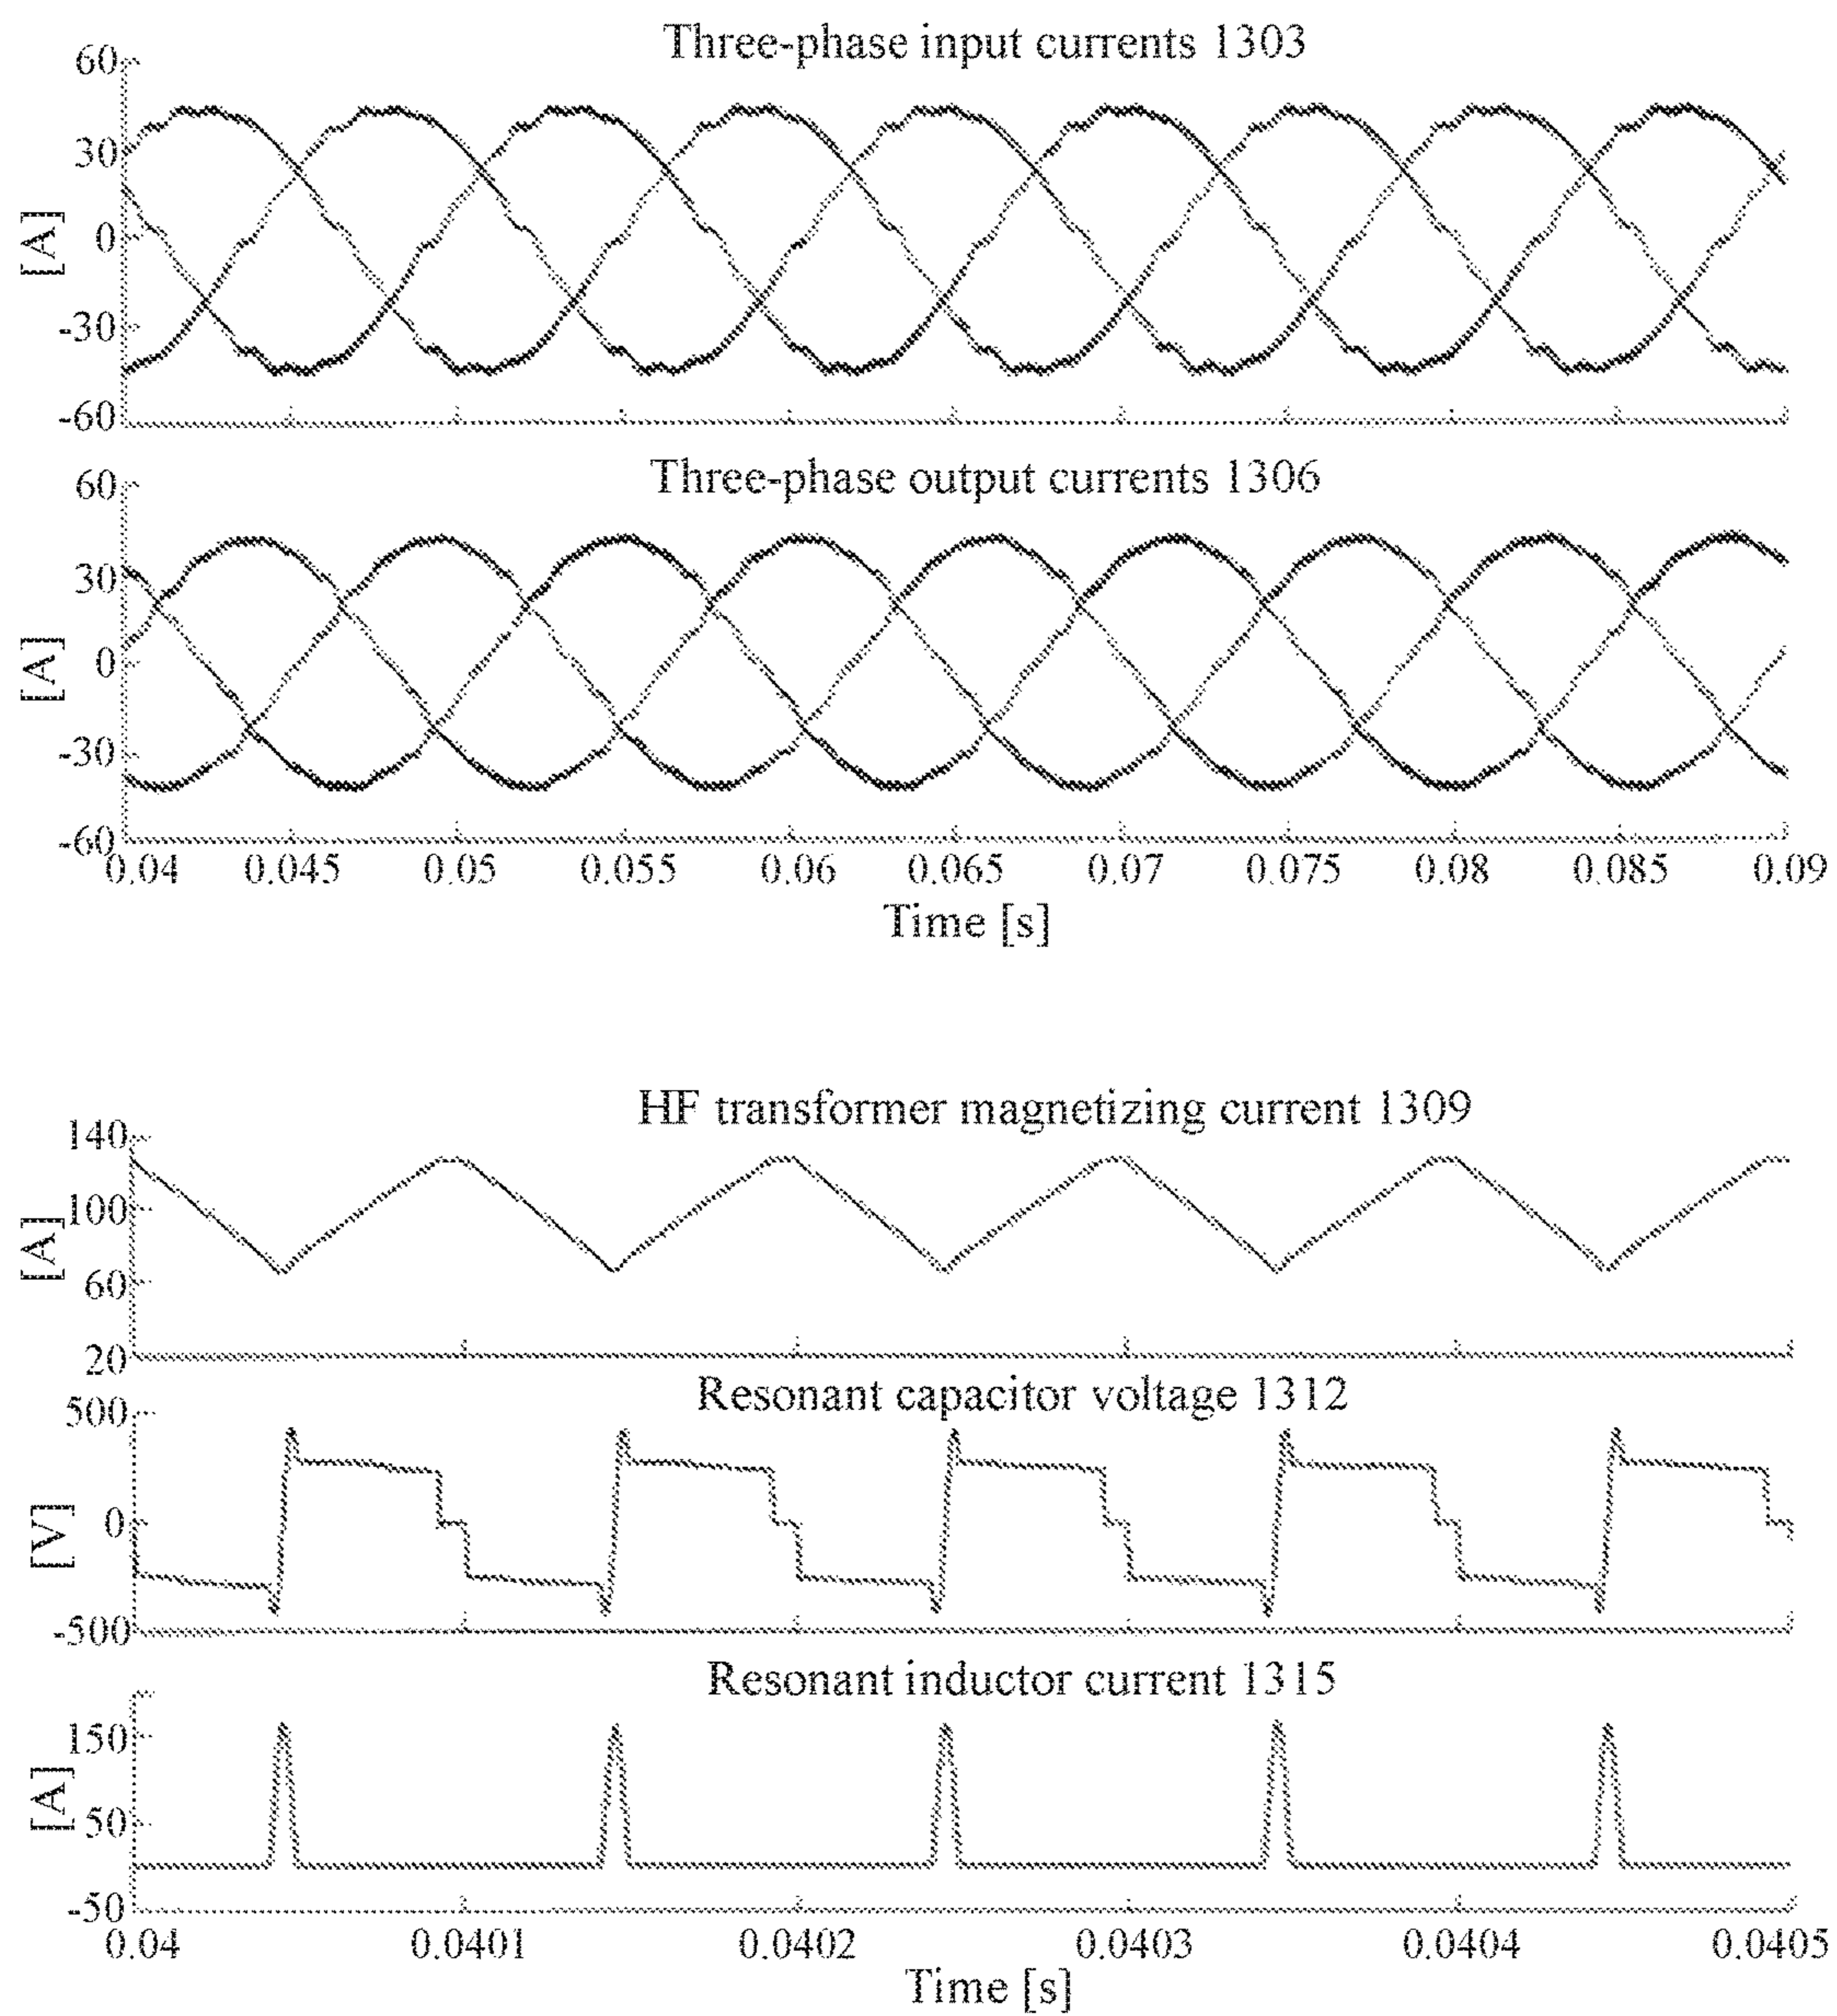 Three-phase input currents 1303
60
30
0
-30
-60
[A]
Three-phase output currents 1306
60
30
0
-30
-60
[A]
0.04 0.045 0.05 0.055 0.06 0.065 0.07 0.075 0.08 0.085 0.09
Time [s]
HF transformer magnetizing current 1309
140
100
60
20
[A]
Resonant capacitor voltage 1312
500
0
-500
[V]
Resonant inductor current 1315
150
50
-50
[A]
0.04 0.0401 0.0402 0.0403 0.0404 0.0405
Time [s]